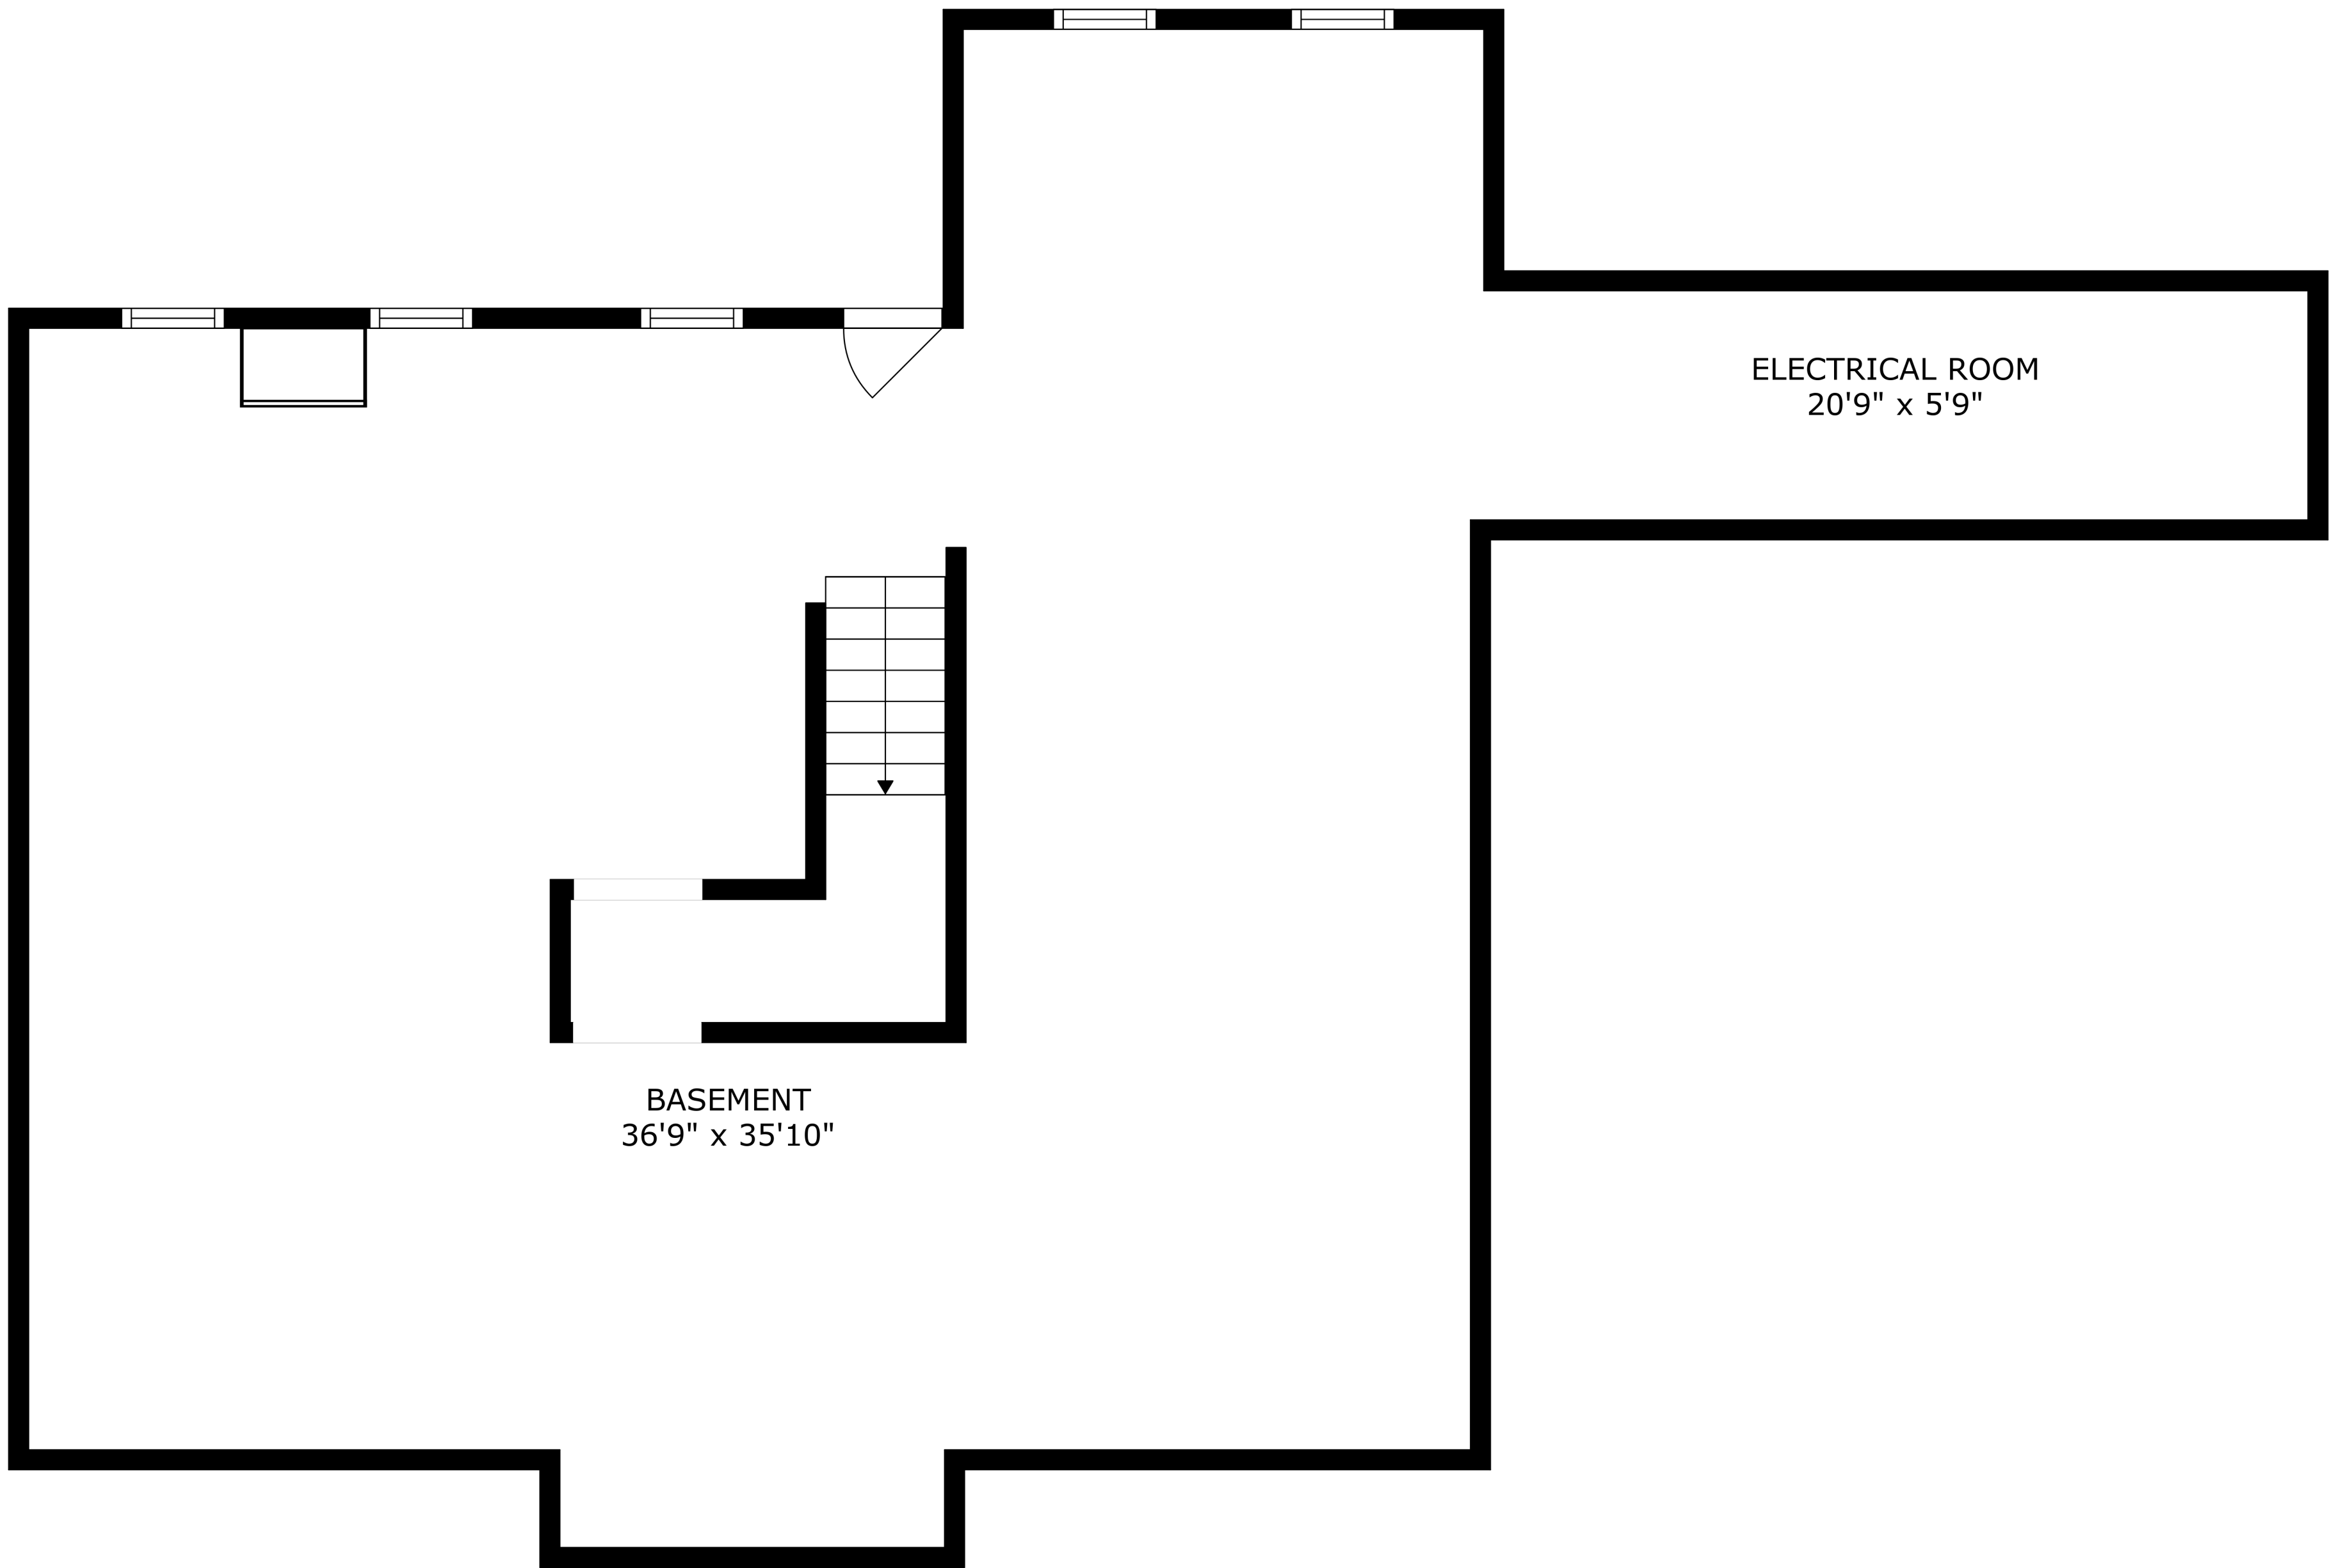 ELECTRICAL ROOM
20'9" x 5'9"
BASEMENT
36'9" x 35'10"